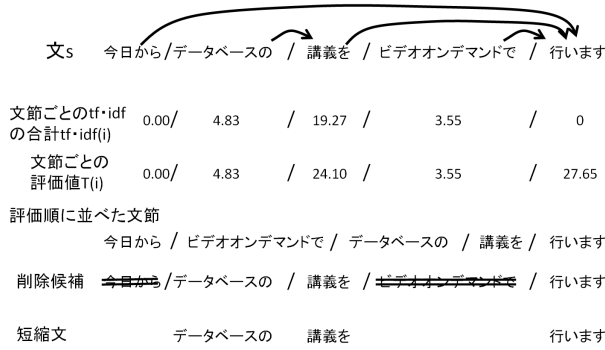 文s 今日から/データベースの / 講義を / ビデオオンデマンドで / 行います
文節ごとのtf・idf
の合計tf・idf(i) 0.00/ 4.83 / 19.27 / 3.55 / 0
文節ごとの
評価値T(i) 0.00/ 4.83 / 24.10 / 3.55 / 27.65
評価順に並べた文節
今日から / ビデオオンデマンドで / データベースの / 講義を / 行います
削除候補 今日から/データベースの / 講義を / ビデオオンデマンドで / 行います
短縮文 データベースの 講義を 行います